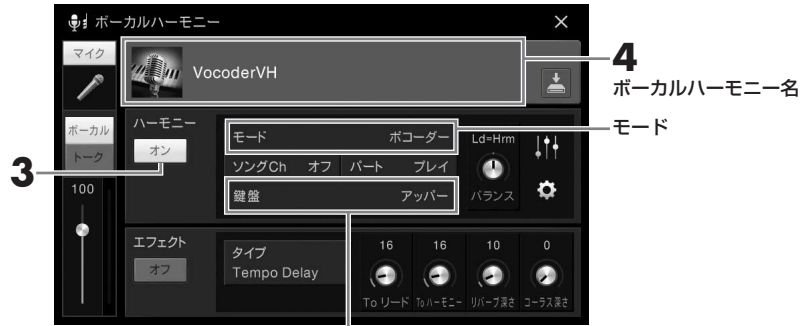 ボーカルハーモニー ×
マイク
VocoderVH
4
ボーカルハーモニー名
ボーカル
トーク
ハーモニー
オン
3
モード ボコーダー
モード
ソングCh オフ パート プレイ
鍵盤 アッパー
Ld=Hrm
バランス
100
エフェクト
オフ
タイプ
Tempo Delay
16 16 10 0
To リード To ハーモニー リバーブ深さ コーラス深さ